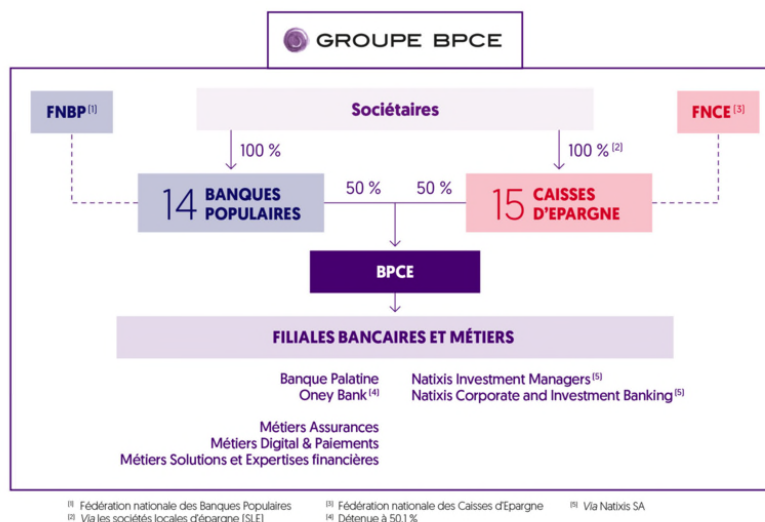 GROUPE BPCE
FNBP [1]
Sociétaires
FNCE [3]
100 %
100 % [2]
14 BANQUES POPULAIRES
50 %
50 %
15 CAISSES D'EPARGNE
BPCE
FILIALES BANCAIRES ET MÉTIERS
Banque Palatine
Oney Bank [4]
Métiers Assurances
Métiers Digital & Paiements
Métiers Solutions et Expertises financières
Natixis Investment Managers [5]
Natixis Corporate and Investment Banking [5]
[1] Fédération nationale des Banques Populaires
[2] Via les sociétés locales d'épargne [SLE]
[3] Fédération nationale des Caisses d'Epargne
[4] Détenue à 50,1 %
[5] Via Natixis SA